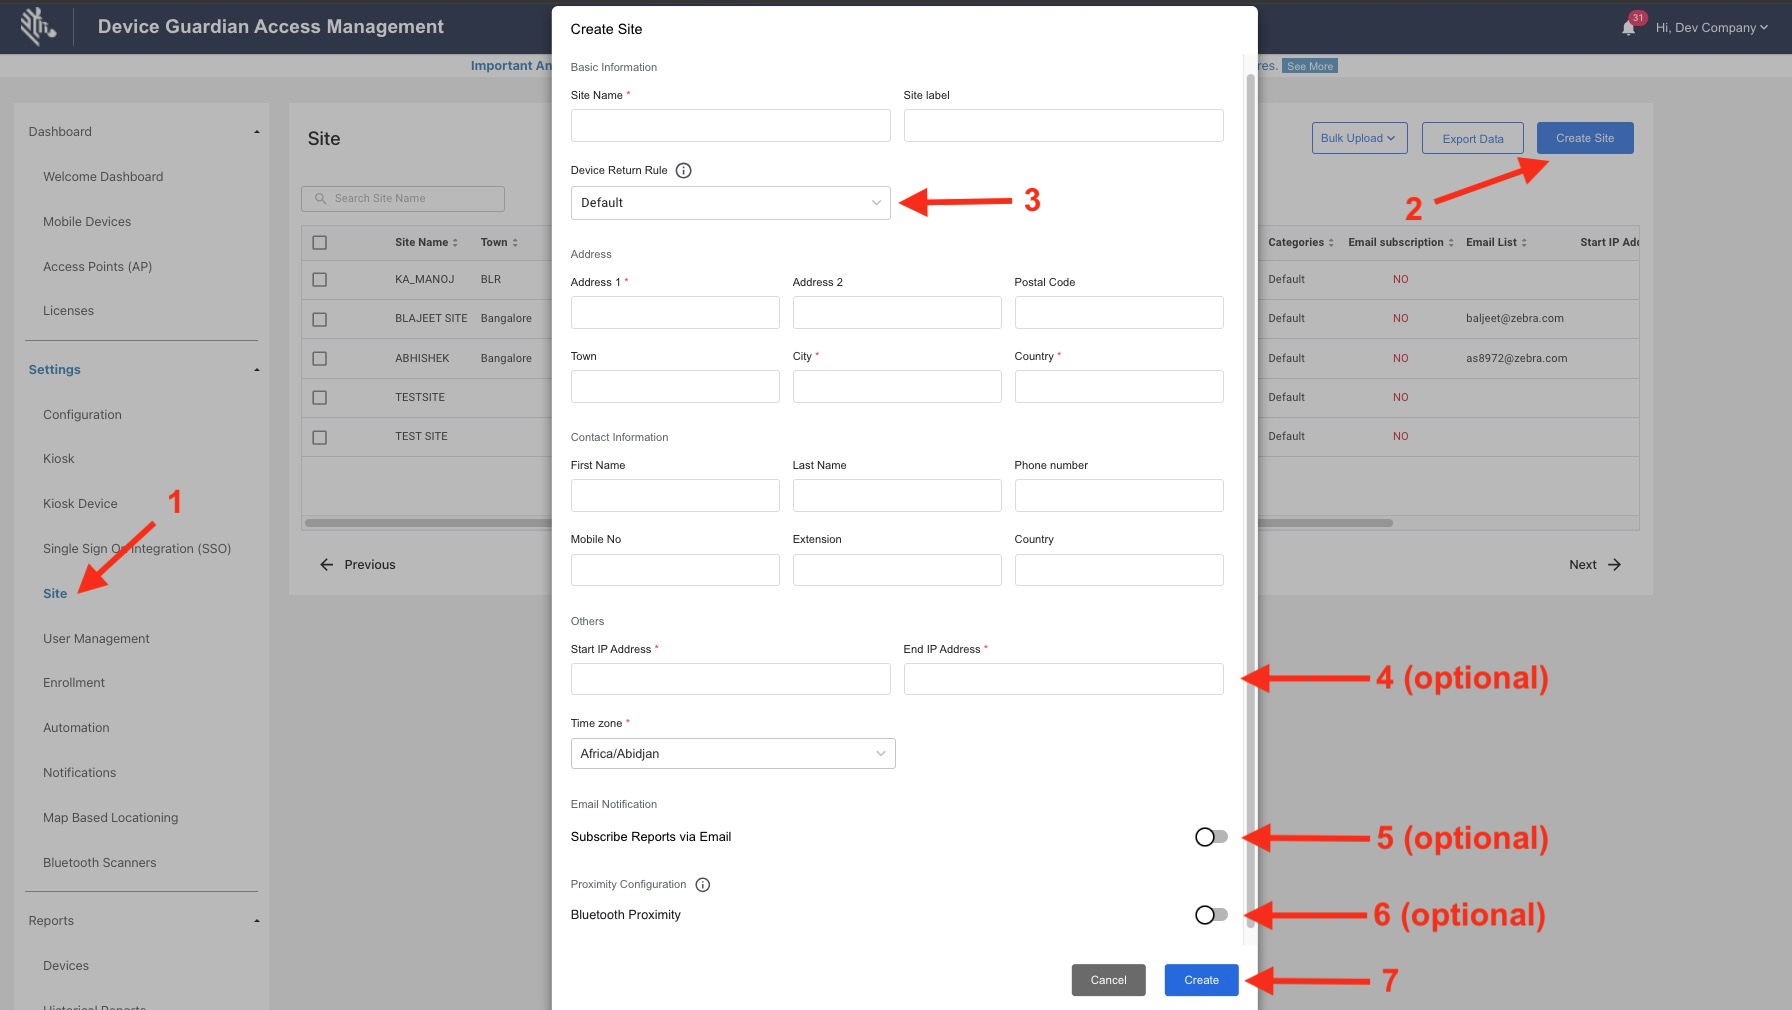 Device Guardian Access Management
31
Hi, Dev Company
Important An
res. See More
Dashboard
Welcome Dashboard
Mobile Devices
Access Points (AP)
Licenses
Settings
Configuration
Kiosk
Kiosk Device
1
Single Sign On Integration (SSO)
Site
User Management
Enrollment
Automation
Notifications
Map Based Locationing
Bluetooth Scanners
Reports
Devices
Historical Reports
Site
Bulk Upload
Export Data
Create Site
2
Search Site Name
Site Name Town
Categories Email subscription Email List Start IP Add
KA_MANOJ BLR Default NO
BLAJEET SITE Bangalore Default NO baljeet@zebra.com
ABHISHEK Bangalore Default NO as8972@zebra.com
TESTSITE Default NO
TEST SITE Default NO
Previous
Next
Create Site
Basic Information
Site Name * Site label
Device Return Rule
Default
3
Address
Address 1 * Address 2 Postal Code
Town City * Country *
Contact Information
First Name Last Name Phone number
Mobile No Extension Country
Others
Start IP Address * End IP Address *
4 (optional)
Time zone *
Africa/Abidjan
Email Notification
Subscribe Reports via Email
5 (optional)
Proximity Configuration
Bluetooth Proximity
6 (optional)
Cancel Create
7